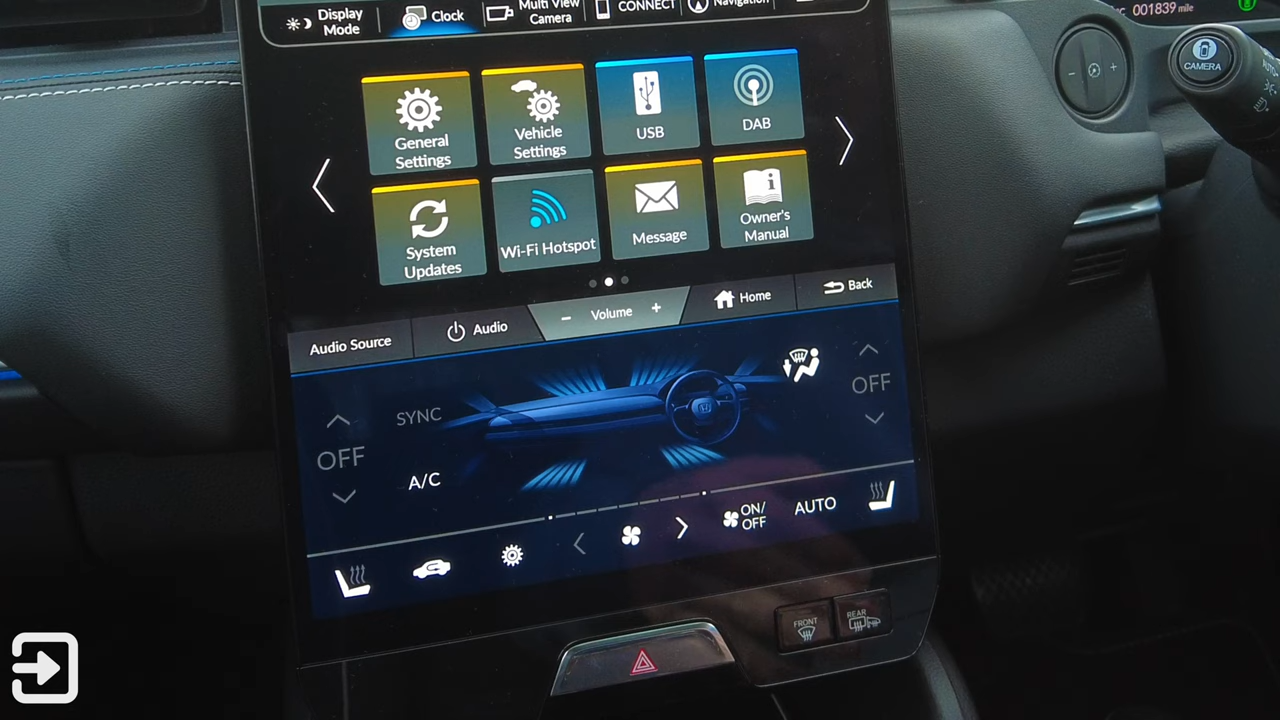 Display
Mode
Clock
Multi View
Camera
CONNECT
Navigation
001839 mile
CAMERA
General
Settings
Vehicle
Settings
USB
DAB
System
Updates
Wi-Fi Hotspot
Message
Owner's
Manual
Audio Source
Audio
- Volume +
Home
Back
OFF
SYNC
A/C
OFF
ON/
OFF
AUTO
FRONT
REAR